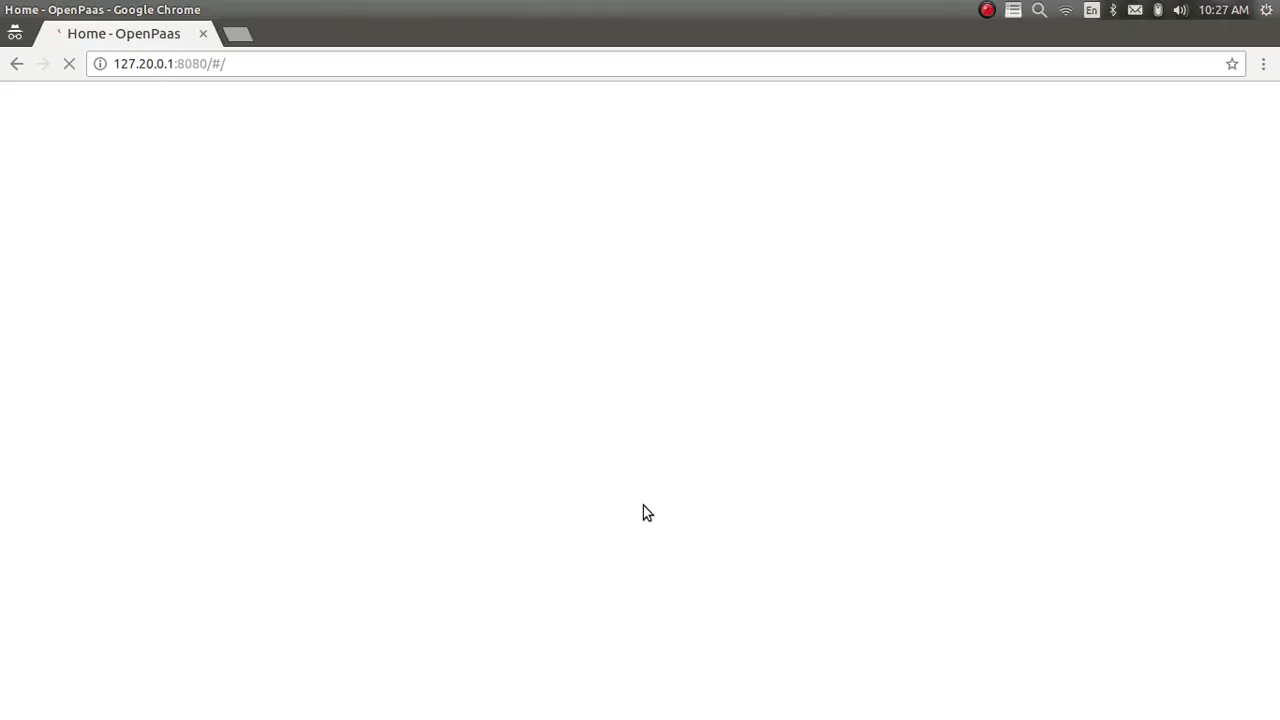 Home - OpenPaas - Google Chrome
En
10:27 AM
Home - OpenPaas
127.20.0.1:8080/#/